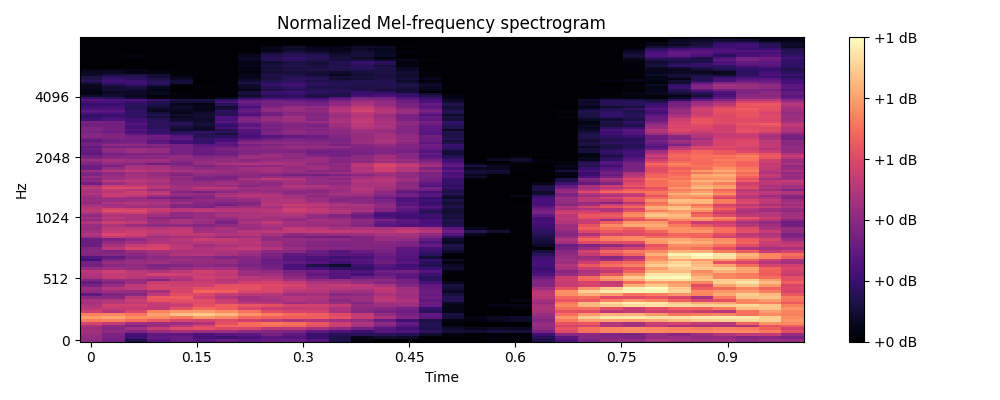 Normalized Mel-frequency spectrogram
+1 dB
4096
+1 dB
2048
+1 dB
Hz
1024
+0 dB
512
+0 dB
0
+0 dB
0 0.15 0.3 0.45 0.6 0.75 0.9
Time